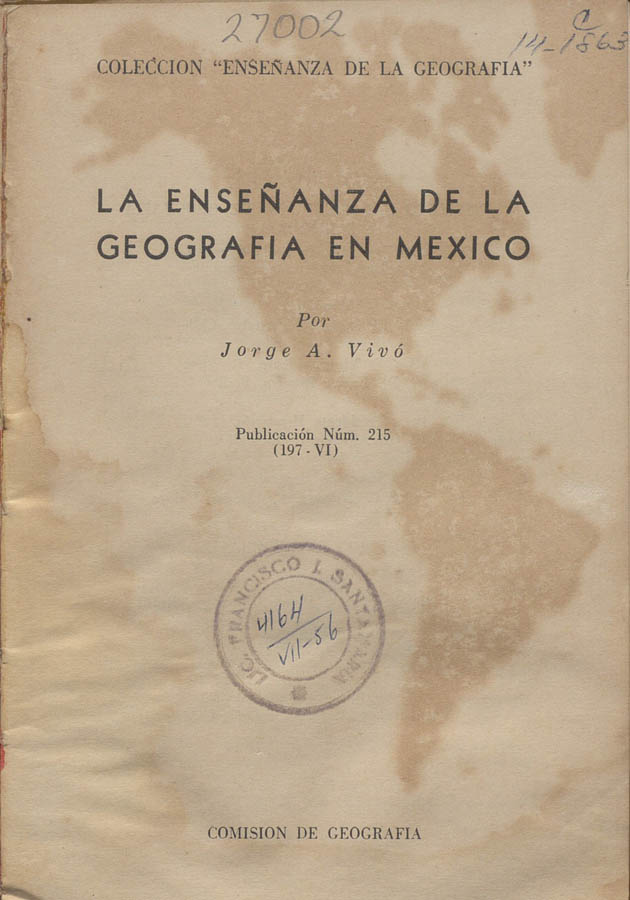 27002
C
14-1863
COLECCION "ENSEÑANZA DE LA GEOGRAFIA"
LA ENSEÑANZA DE LA
GEOGRAFIA EN MEXICO
Por
Jorge A. Vivó
Publicación Núm. 215
(197 - VI)
LIC. FRANCISCO J. SANTAMARIA
4164
VII-56
COMISION DE GEOGRAFIA